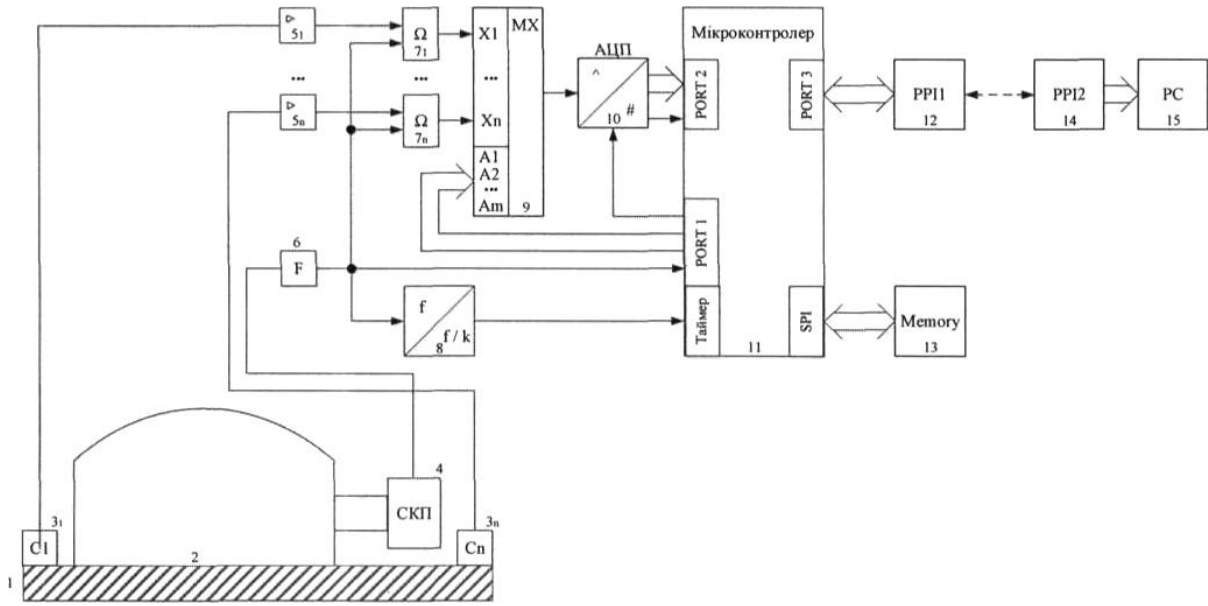 ▷
5₁
Ω
7₁
...
...
▷
5ₙ
Ω
7ₙ
X1
MX
...
Xn
A1
A2
...
Am
9
АЦП
^
#
10
Мікроконтролер
PORT 2
PORT 3
PORT 1
Таймер
SPI
11
PPI1
12
PPI2
14
PC
15
Memory
13
6
F
f
f / k
8
4
СКП
3₁
C1
2
3ₙ
Cn
1